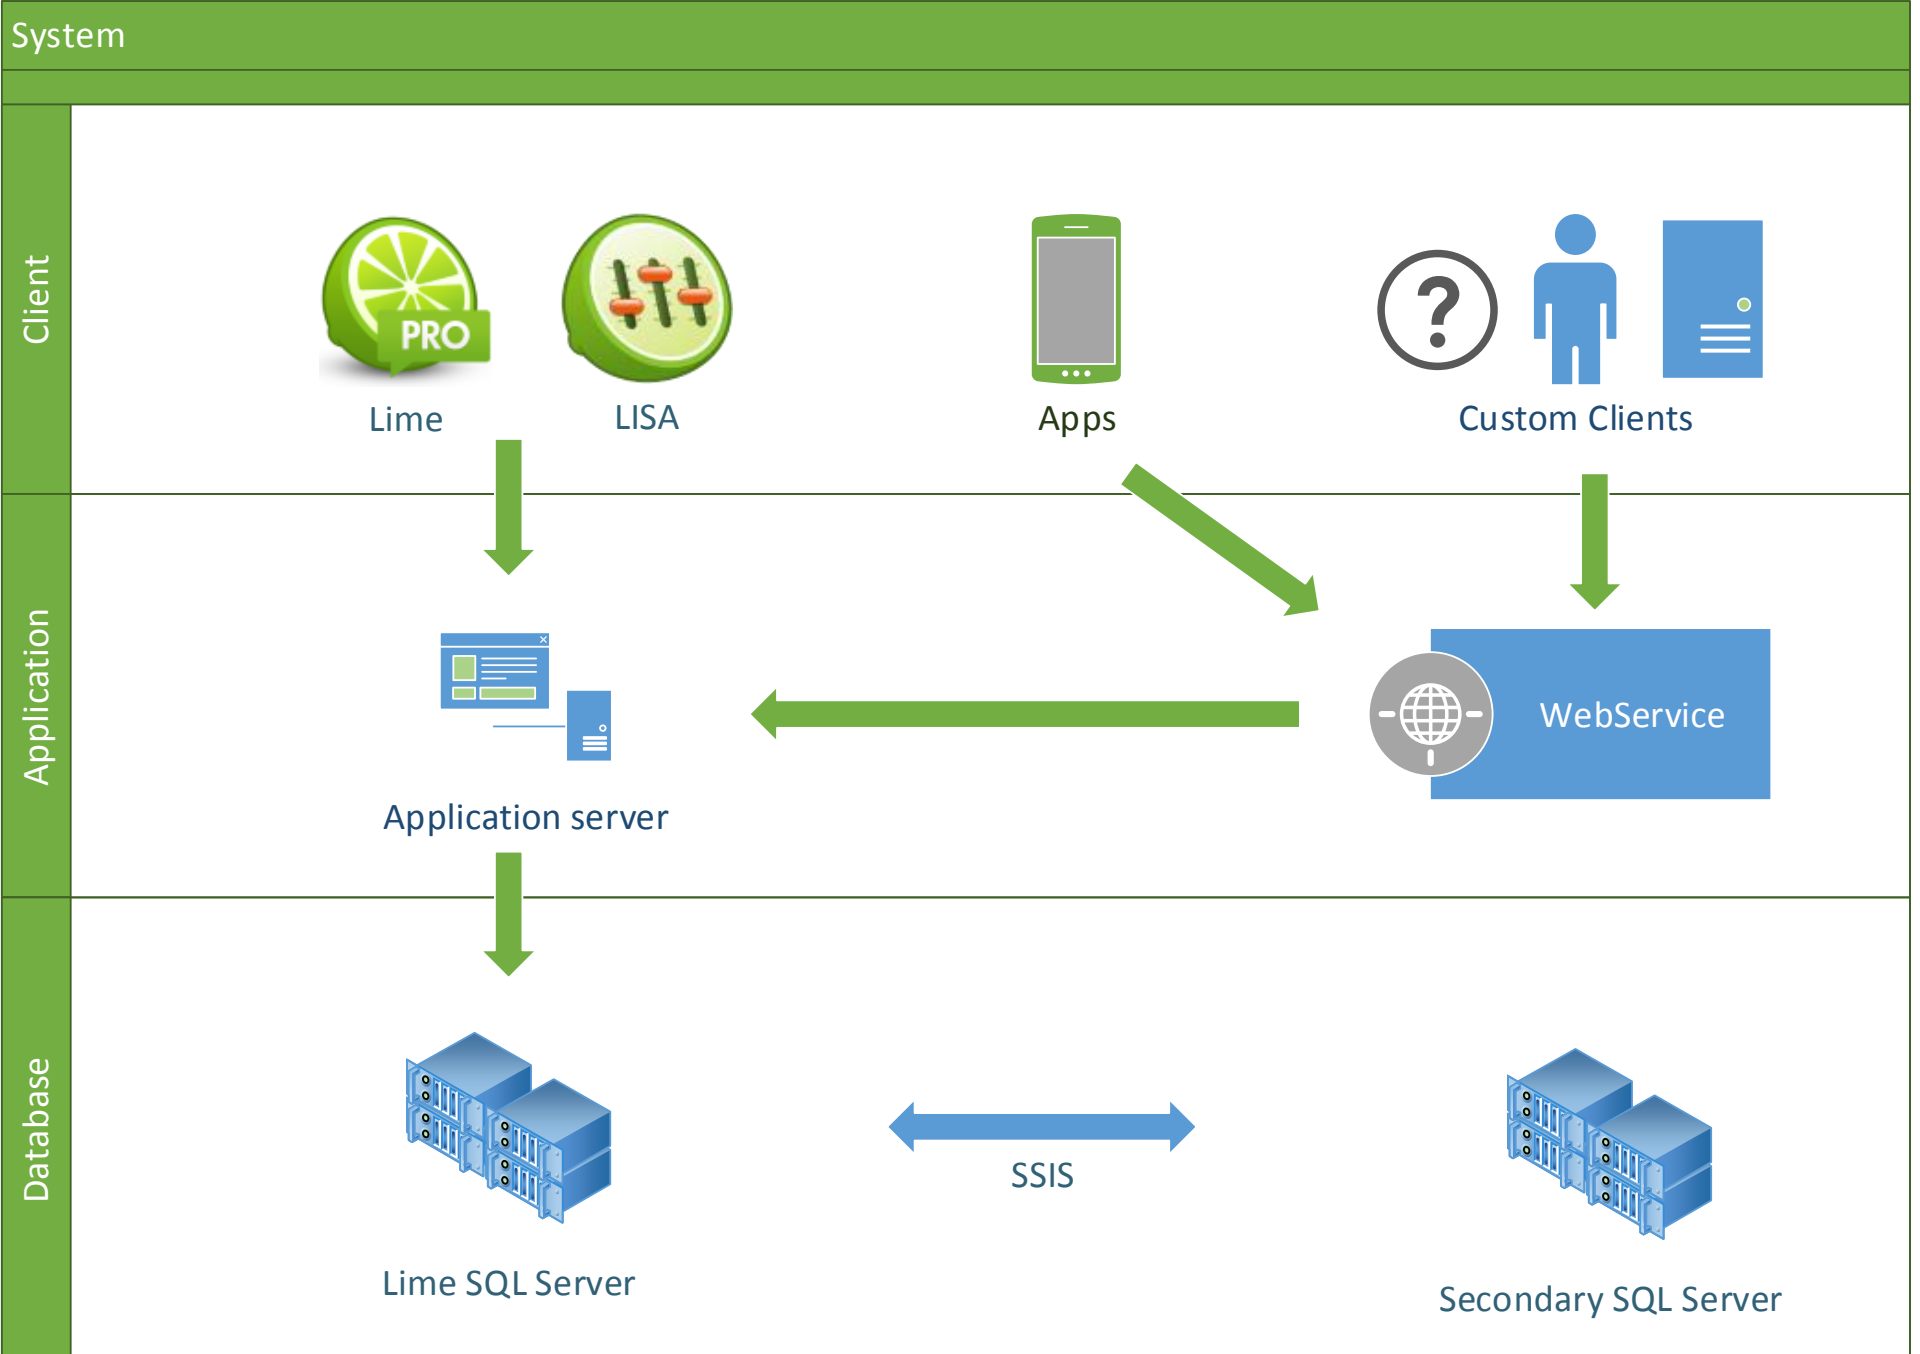 System
Client
PRO
Lime
LISA
Apps
?
Custom Clients
Application
WebService
Application server
Database
SSIS
Lime SQL Server
Secondary SQL Server